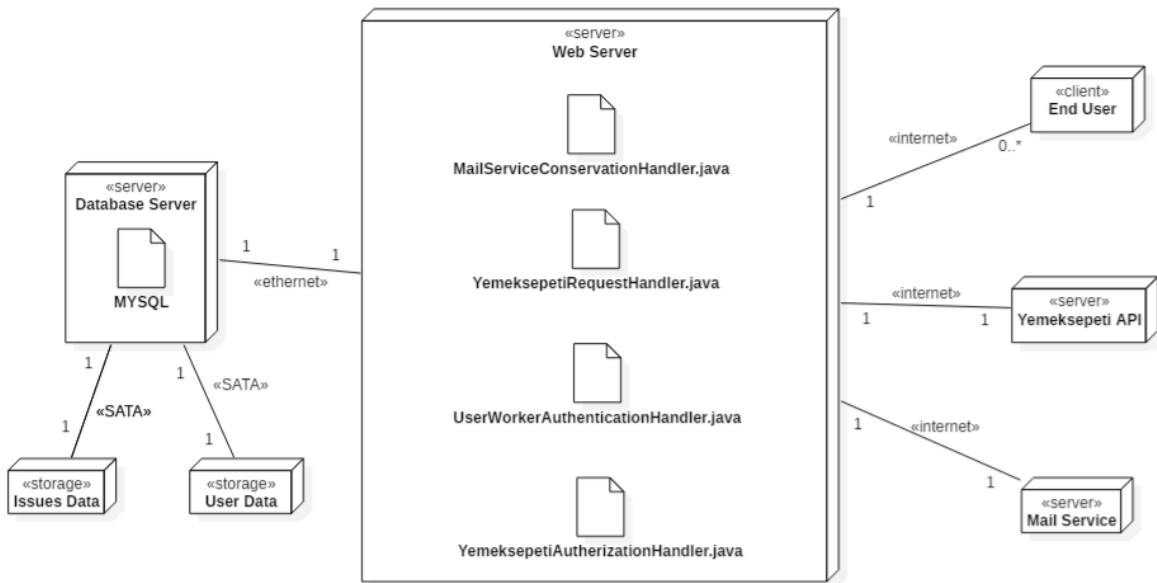 «server»
Web Server
MailServiceConservationHandler.java
YemeksepetiRequestHandler.java
UserWorkerAuthenticationHandler.java
YemeksepetiAutherizationHandler.java
«server»
Database Server
MYSQL
1
1
«ethernet»
1
«SATA»
1
1
«SATA»
1
«storage»
Issues Data
«storage»
User Data
«client»
End User
«internet»
0..*
1
«internet»
1
1
«server»
Yemeksepeti API
1
«internet»
1
«server»
Mail Service